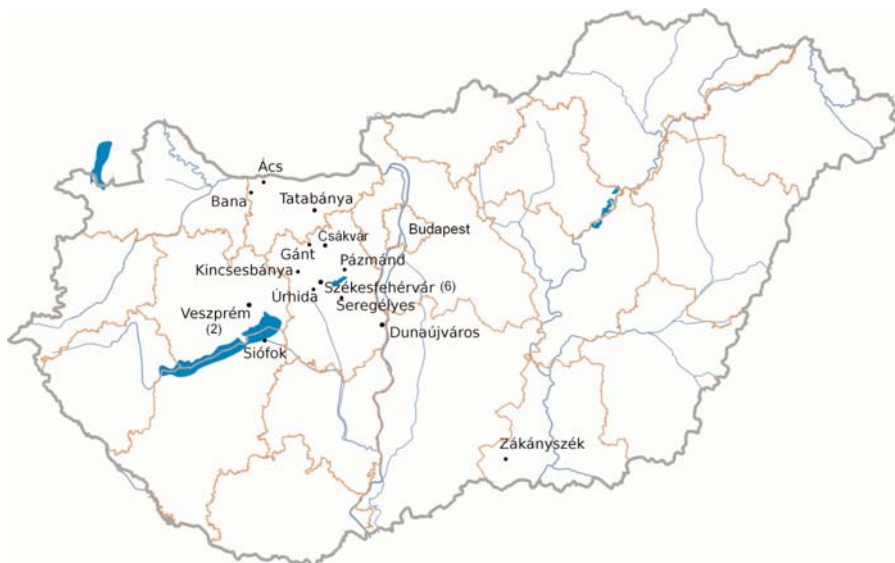 Ács
Bana
Tatabánya
Csákvár
Budapest
Gánt
Pázmánd
Kincsesbánya
Székesfehérvár (6)
Úrhida
Seregélyes
Veszprém
(2)
Dunaújváros
Siófok
Zákányszék